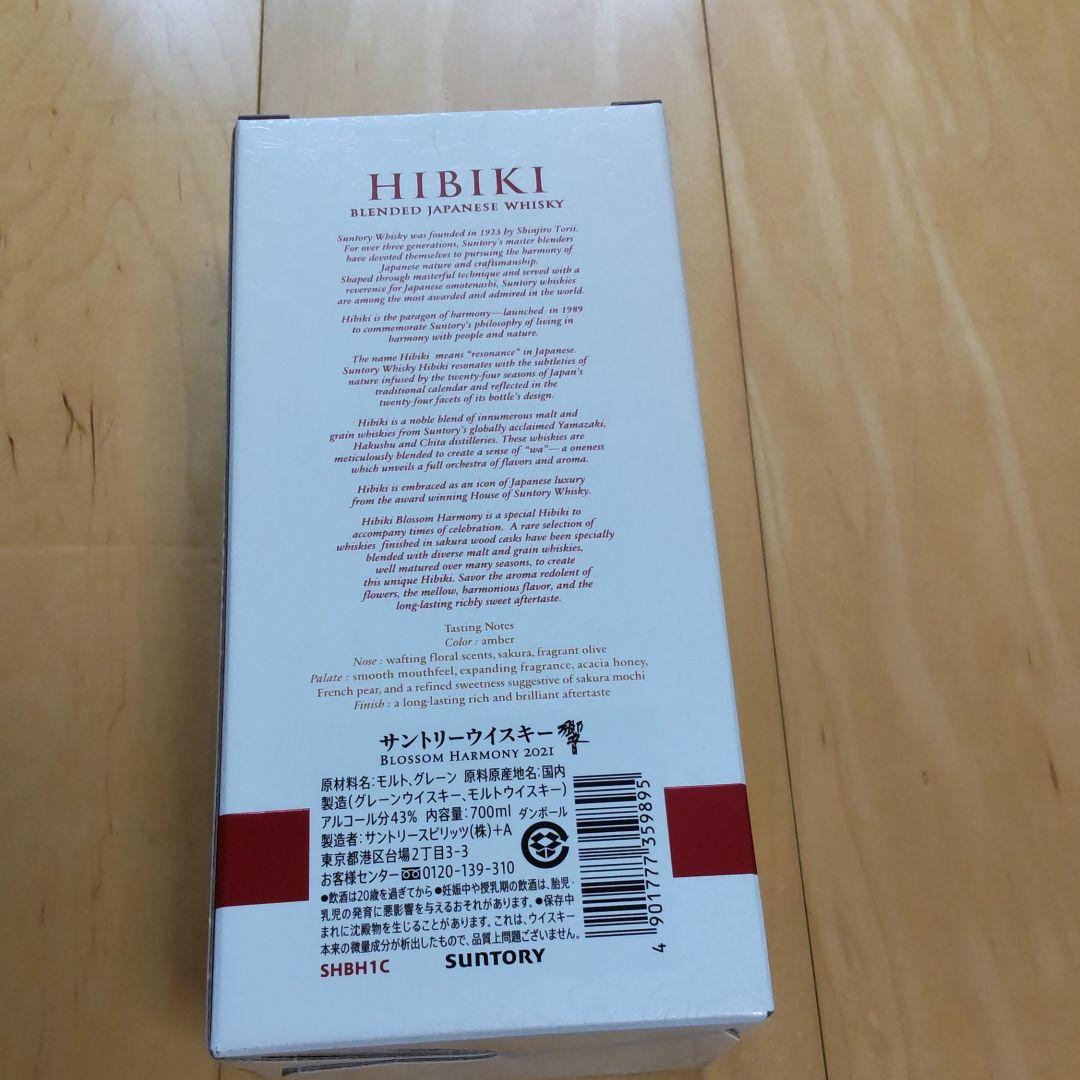 HIBIKI
BLENDED JAPANESE WHISKY
Suntory Whisky was founded in 1923 by Shinjiro Torii.
For over three generations, Suntory's master blenders
have devoted themselves to pursuing the harmony of
Japanese nature and craftsmanship.
Shaped through masterful technique and served with a
reverence for Japanese omotenashi, Suntory whiskies
are among the most awarded and admired in the world.
Hibiki is the paragon of harmony—launched in 1989
to commemorate Suntory's philosophy of living in
harmony with people and nature.
The name Hibiki means "resonance" in Japanese.
Suntory Whisky Hibiki resonates with the subtleties of
nature infused by the twenty-four seasons of Japan's
traditional calendar and reflected in the
twenty-four facets of its bottle's design.
Hibiki is a noble blend of innumerous malt and
grain whiskies from Suntory's globally acclaimed Yamazaki,
Hakushu and Chita distilleries. These whiskies are
meticulously blended to create a sense of "wa"—a oneness
which unveils a full orchestra of flavors and aroma.
Hibiki is embraced as an icon of Japanese luxury
from the award winning House of Suntory Whisky.
Hibiki Blossom Harmony is a special Hibiki to
accompany times of celebration. A rare selection of
whiskies finished in sakura wood casks have been specially
blended with diverse malt and grain whiskies,
well matured over many seasons, to create
this unique Hibiki. Savor the aroma redolent of
flowers, the mellow, harmonious flavor, and the
long-lasting richly sweet aftertaste.
Tasting Notes
Color : amber
Nose : wafting floral scents, sakura, fragrant olive
Palate : smooth mouthfeel, expanding fragrance, acacia honey,
French pear, and a refined sweetness suggestive of sakura mochi
Finish : a long-lasting rich and brilliant aftertaste
サントリーウイスキー 響
BLOSSOM HARMONY 2021
原材料名:モルト、グレーン 原料原産地名:国内
製造(グレーンウイスキー、モルトウイスキー)
アルコール分43% 内容量:700ml ダンボール
製造者:サントリースピリッツ(株)+A
東京都港区台場2丁目3-3
お客様センター 0120-139-310
●飲酒は20歳を過ぎてから●妊娠中や授乳期の飲酒は、胎児・
乳児の発育に悪影響を与えるおそれがあります。●保存中
まれに沈殿物を生じることがあります。これは、ウイスキー
本来の微量成分が析出したもので、品質上問題ございません。
SHBH1C SUNTORY
4 901777 359895